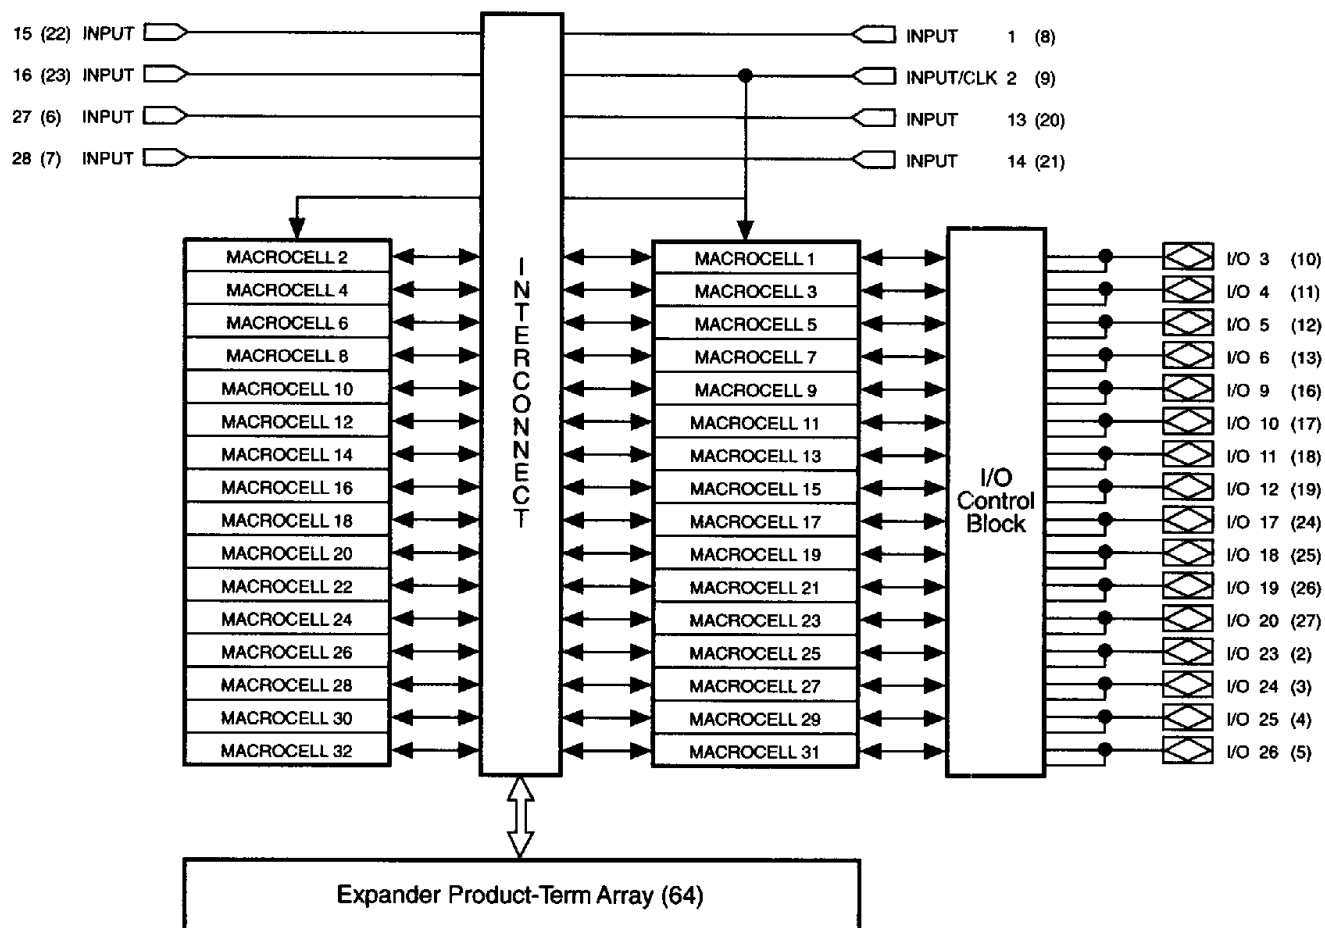 15 (22) INPUT
INPUT 1 (8)
16 (23) INPUT
INPUT/CLK 2 (9)
27 (6) INPUT
INPUT 13 (20)
28 (7) INPUT
INPUT 14 (21)
MACROCELL 2
MACROCELL 4
MACROCELL 6
MACROCELL 8
MACROCELL 10
MACROCELL 12
MACROCELL 14
MACROCELL 16
MACROCELL 18
MACROCELL 20
MACROCELL 22
MACROCELL 24
MACROCELL 26
MACROCELL 28
MACROCELL 30
MACROCELL 32
INTERCONNECT
MACROCELL 1
MACROCELL 3
MACROCELL 5
MACROCELL 7
MACROCELL 9
MACROCELL 11
MACROCELL 13
MACROCELL 15
MACROCELL 17
MACROCELL 19
MACROCELL 21
MACROCELL 23
MACROCELL 25
MACROCELL 27
MACROCELL 29
MACROCELL 31
I/O
Control
Block
I/O 3 (10)
I/O 4 (11)
I/O 5 (12)
I/O 6 (13)
I/O 9 (16)
I/O 10 (17)
I/O 11 (18)
I/O 12 (19)
I/O 17 (24)
I/O 18 (25)
I/O 19 (26)
I/O 20 (27)
I/O 23 (2)
I/O 24 (3)
I/O 25 (4)
I/O 26 (5)
Expander Product-Term Array (64)